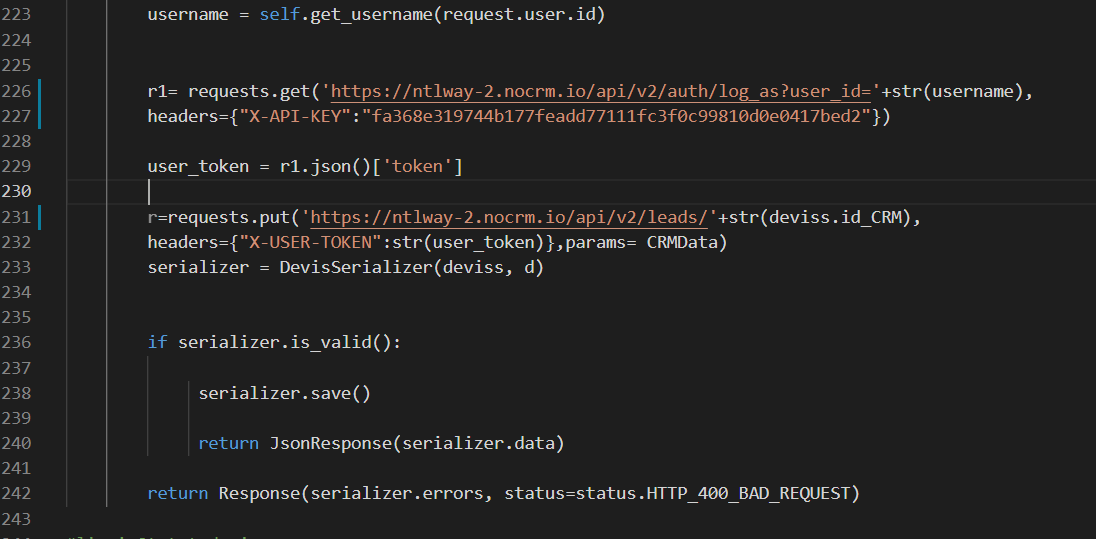 223 username = self.get_username(request.user.id)
224
225
226 r1= requests.get('https://ntlway-2.nocrm.io/api/v2/auth/log_as?user_id='+str(username),
227 headers={"X-API-KEY":"fa368e319744b177feadd77111fc3f0c99810d0e0417bed2"})
228
229 user_token = r1.json()['token']
230
231 r=requests.put('https://ntlway-2.nocrm.io/api/v2/leads/'+str(deviss.id_CRM),
232 headers={"X-USER-TOKEN":str(user_token)},params= CRMData)
233 serializer = DevisSerializer(deviss, d)
234
235
236 if serializer.is_valid():
237
238 serializer.save()
239
240 return JsonResponse(serializer.data)
241
242 return Response(serializer.errors, status=status.HTTP_400_BAD_REQUEST)
243